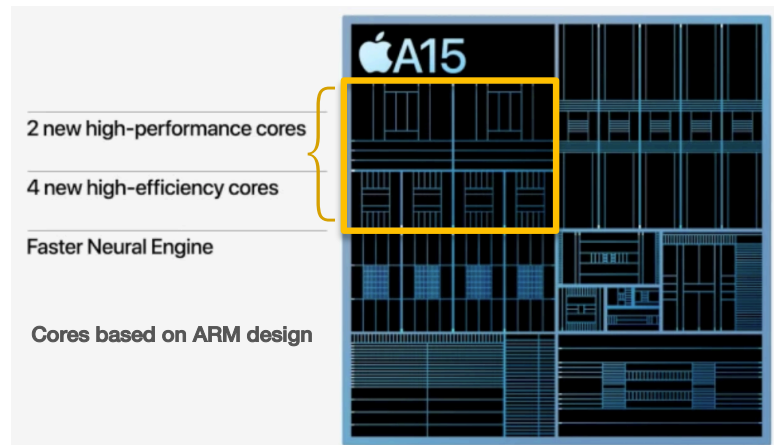 A15
2 new high-performance cores
4 new high-efficiency cores
Faster Neural Engine
Cores based on ARM design